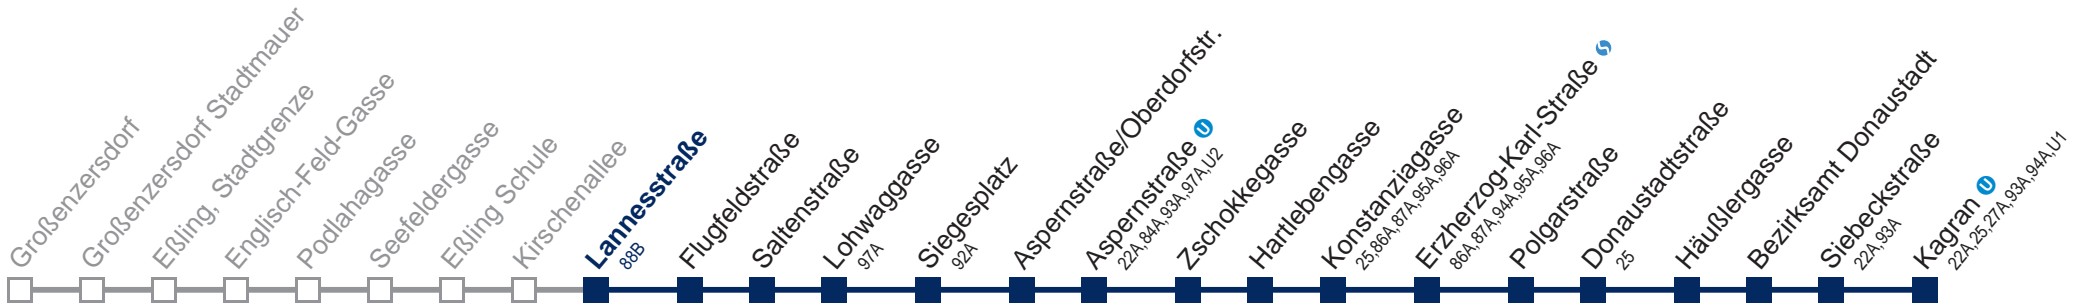 Großenzersdorf
Großenzersdorf Stadtmauer
Eßling, Stadtgrenze
Englisch-Feld-Gasse
Podlahagasse
Seefeldergasse
Eßling Schule
Kirschenallee
Lannesstraße
88B
Flugfeldstraße
Saltenstraße
Lohwaggasse
97A
Siegesplatz
92A
Aspernstraße/Oberdorfstr.
Aspernstraße U
22A,84A,93A,97A,U2
Zschokkegasse
Hartlebengasse
Konstanziagasse
25,86A,87A,95A,96A
Erzherzog-Karl-Straße S
86A,87A,94A,95A,96A
Polgarstraße
Donaustadtstraße
25
Häußlergasse
Bezirksamt Donaustadt
Siebeckstraße
22A,93A
Kagran U
22A,25,27A,93A,94A,U1